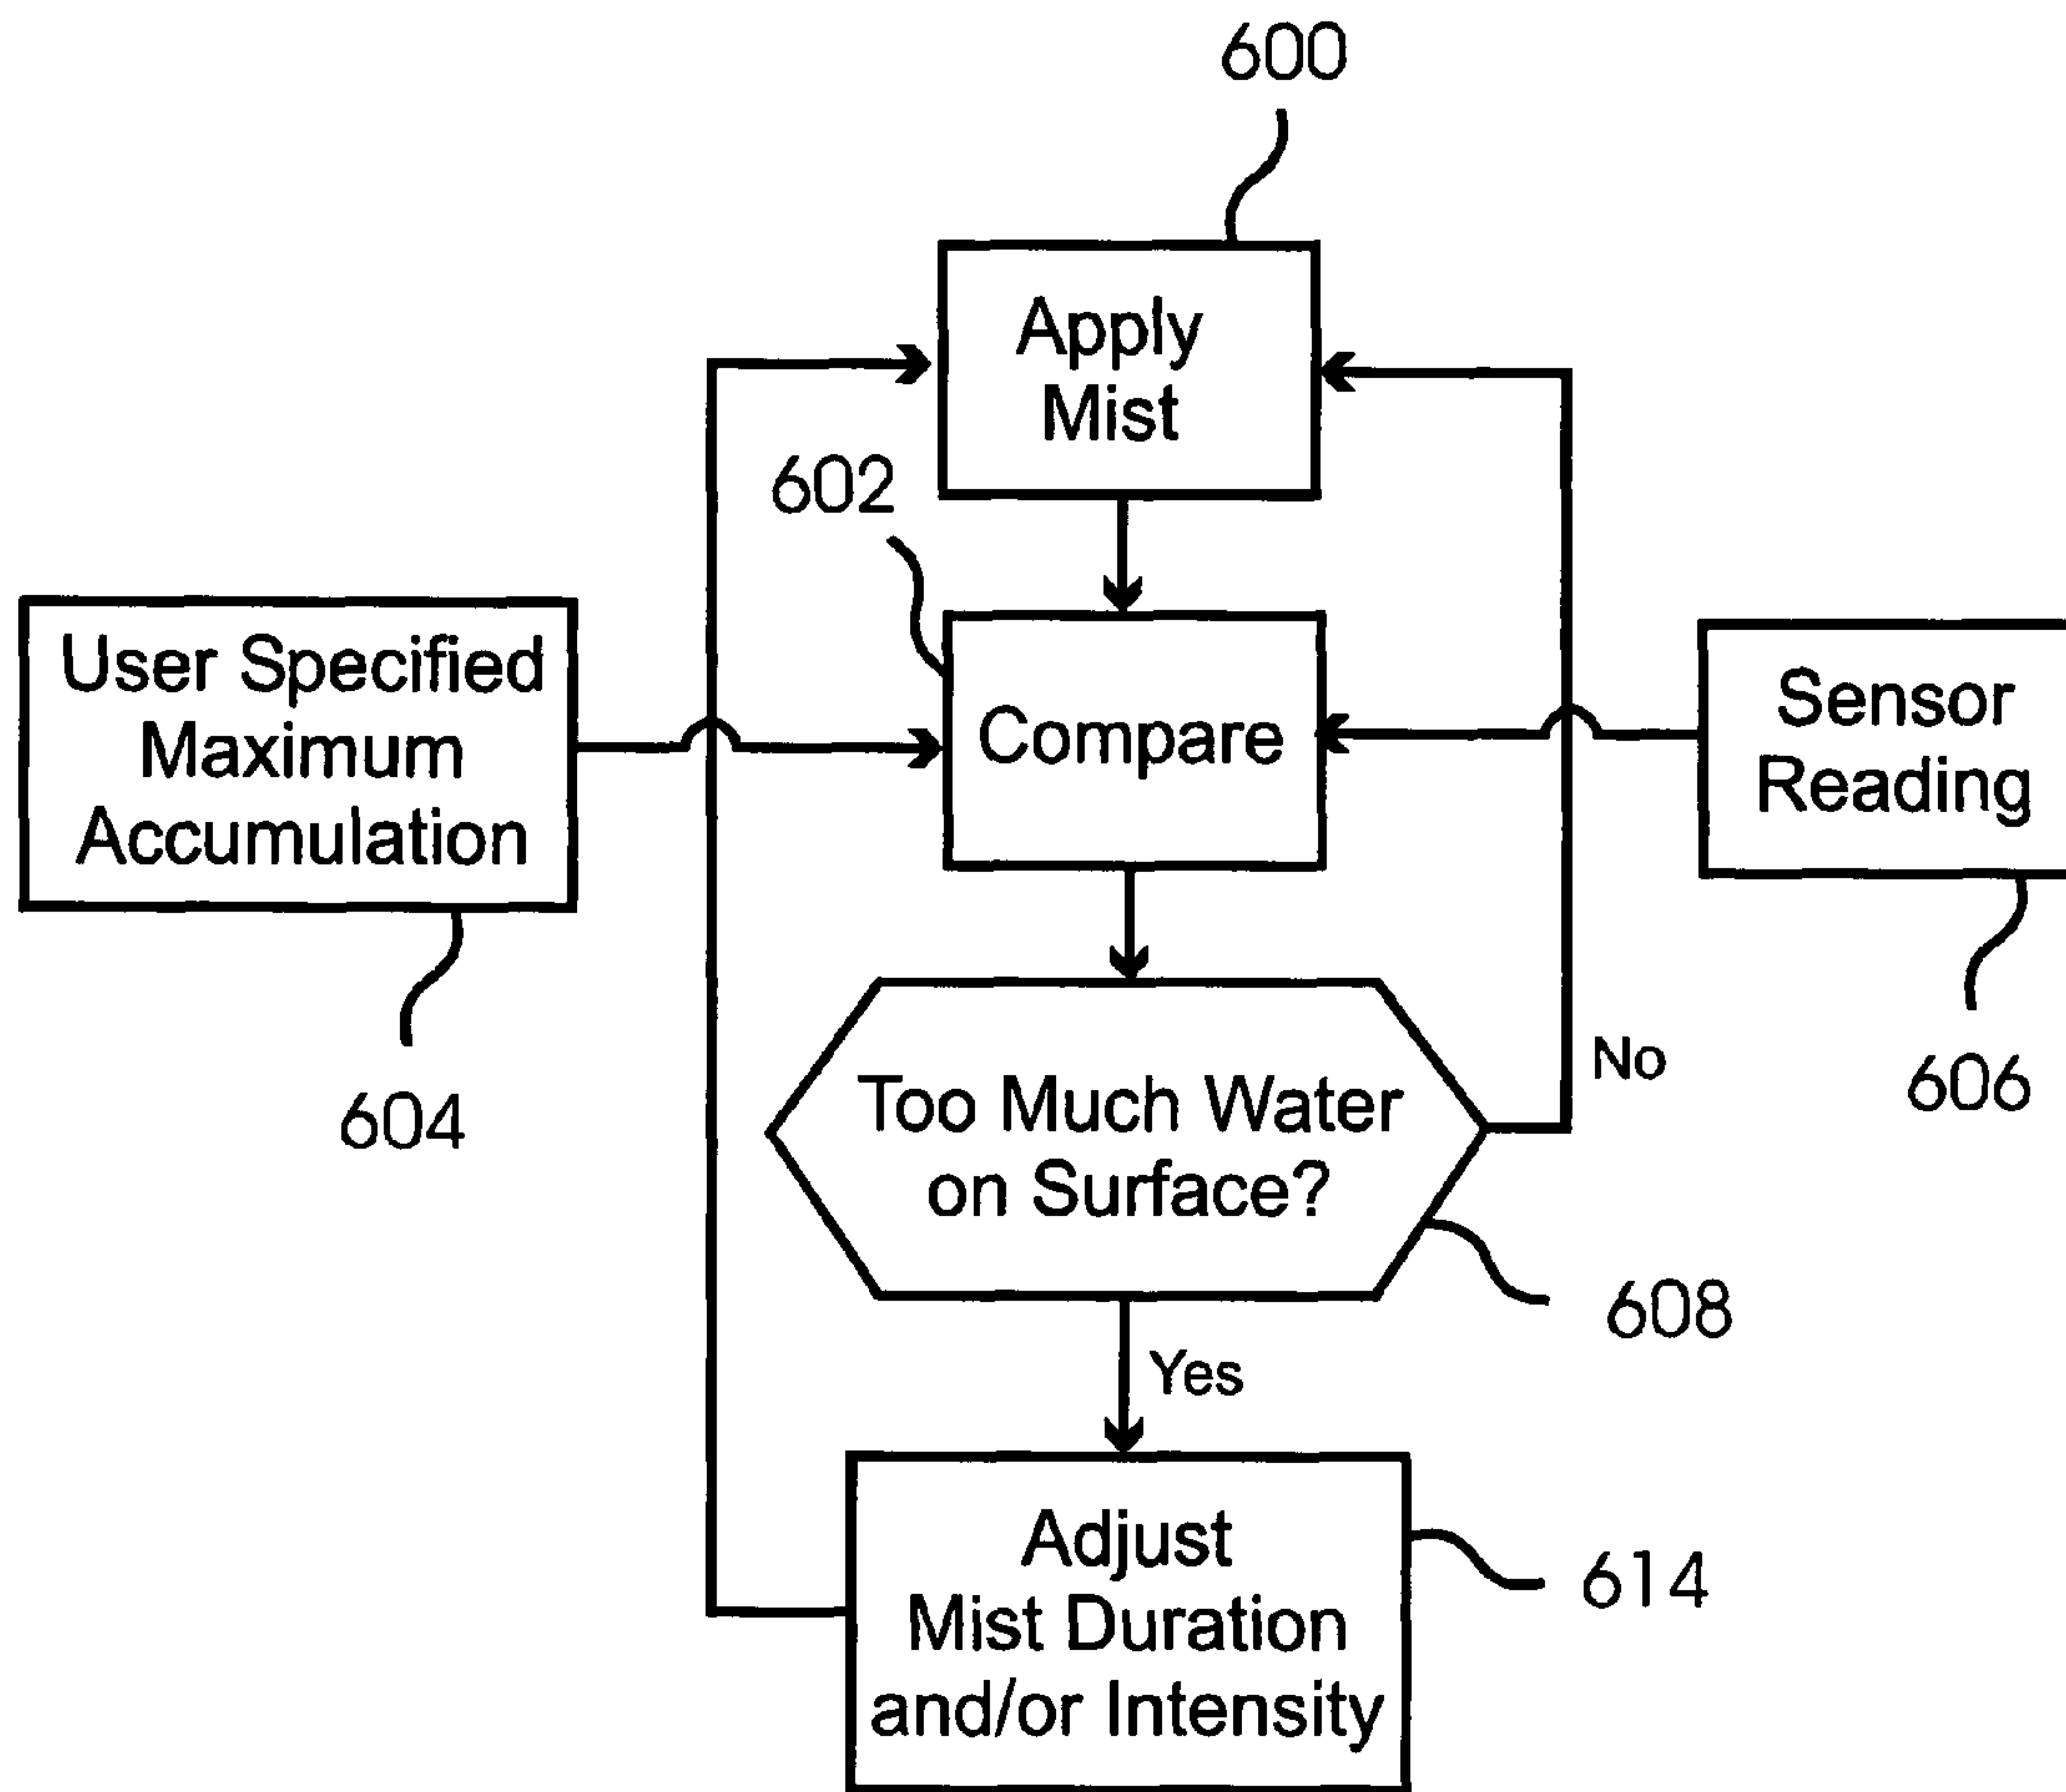 600
Apply
Mist
602
User Specified
Maximum
Accumulation
Compare
Sensor
Reading
604
606
No
Too Much Water
on Surface?
608
Yes
Adjust
Mist Duration
and/or Intensity
614